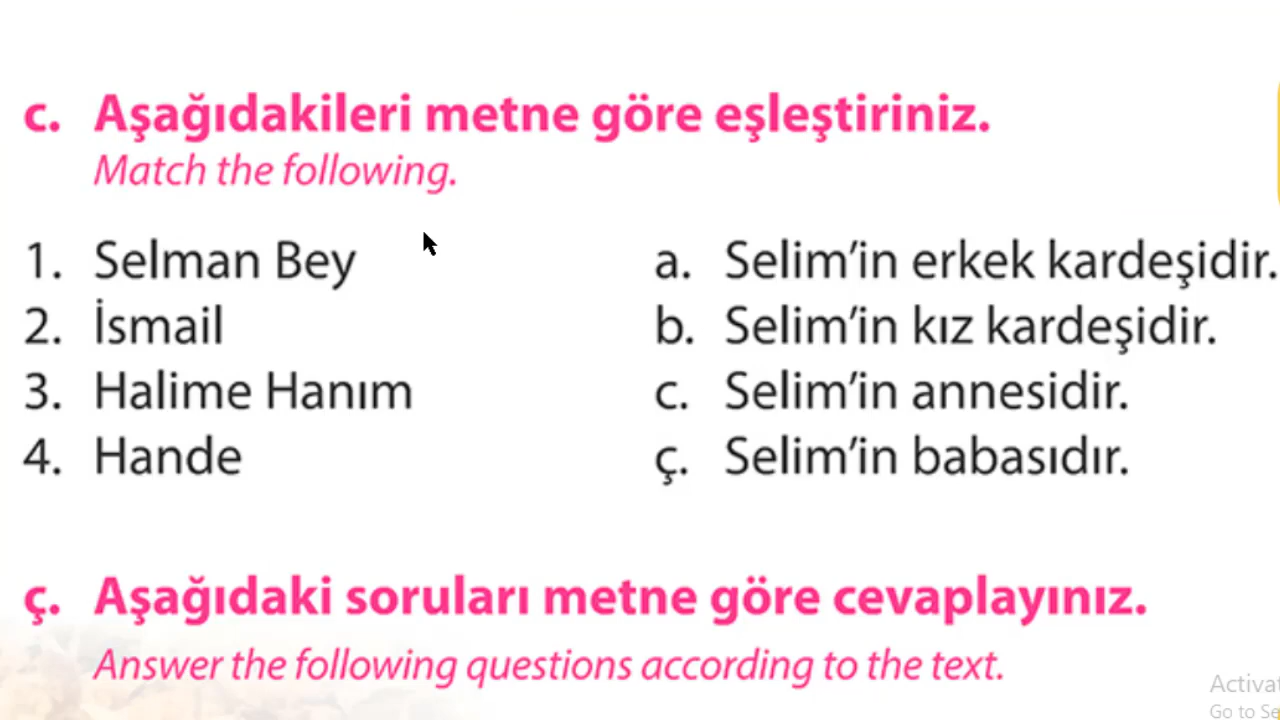 c. Aşağıdakileri metne göre eşleştiriniz.
Match the following.
1. Selman Bey
a. Selim’in erkek kardeşidir.
2. İsmail
b. Selim’in kız kardeşidir.
3. Halime Hanım
c. Selim’in annesidir.
4. Hande
ç. Selim’in babasıdır.
ç. Aşağıdaki soruları metne göre cevaplayınız.
Answer the following questions according to the text.
Go to